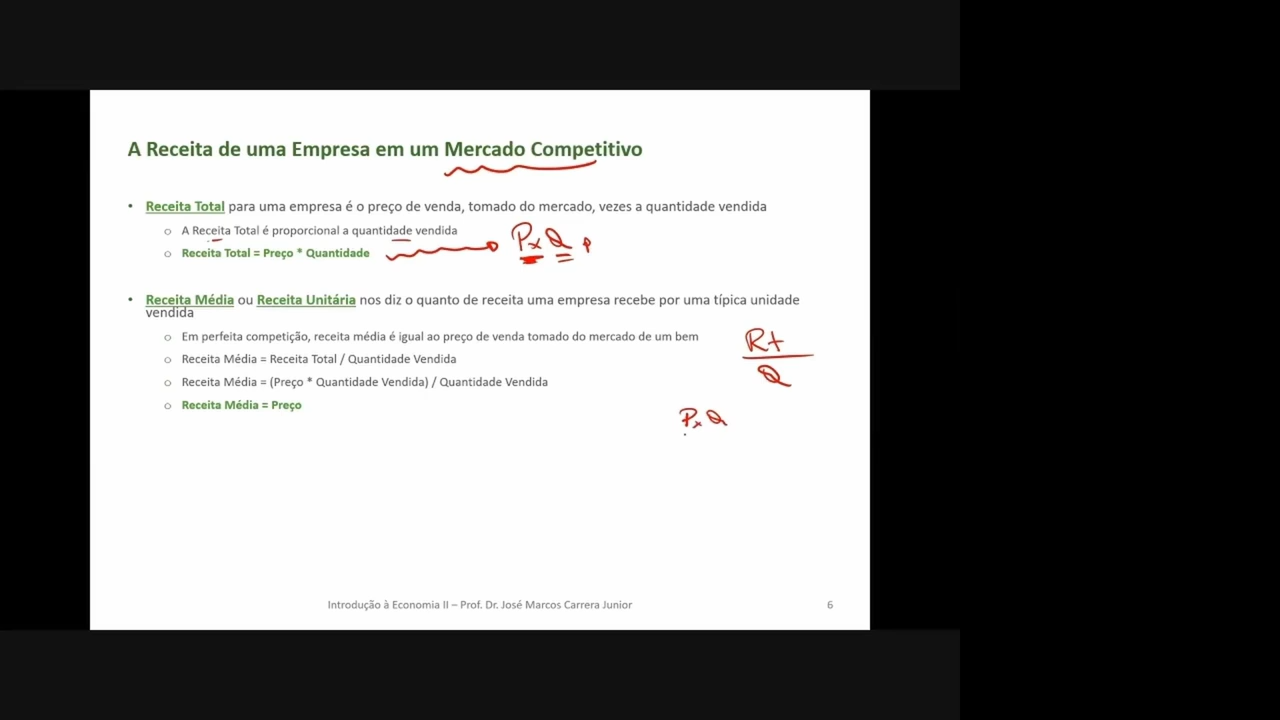 A Receita de uma Empresa em um Mercado Competitivo
• Receita Total para uma empresa é o preço de venda, tomado do mercado, vezes a quantidade vendida
o A Receita Total é proporcional a quantidade vendida
o Receita Total = Preço * Quantidade
P x Q
• Receita Média ou Receita Unitária nos diz o quanto de receita uma empresa recebe por uma típica unidade
vendida
o Em perfeita competição, receita média é igual ao preço de venda tomado do mercado de um bem
Rt
o Receita Média = Receita Total / Quantidade Vendida
Q
o Receita Média = (Preço * Quantidade Vendida) / Quantidade Vendida
o Receita Média = Preço
P x Q
Introdução à Economia II – Prof. Dr. José Marcos Carrera Junior
6